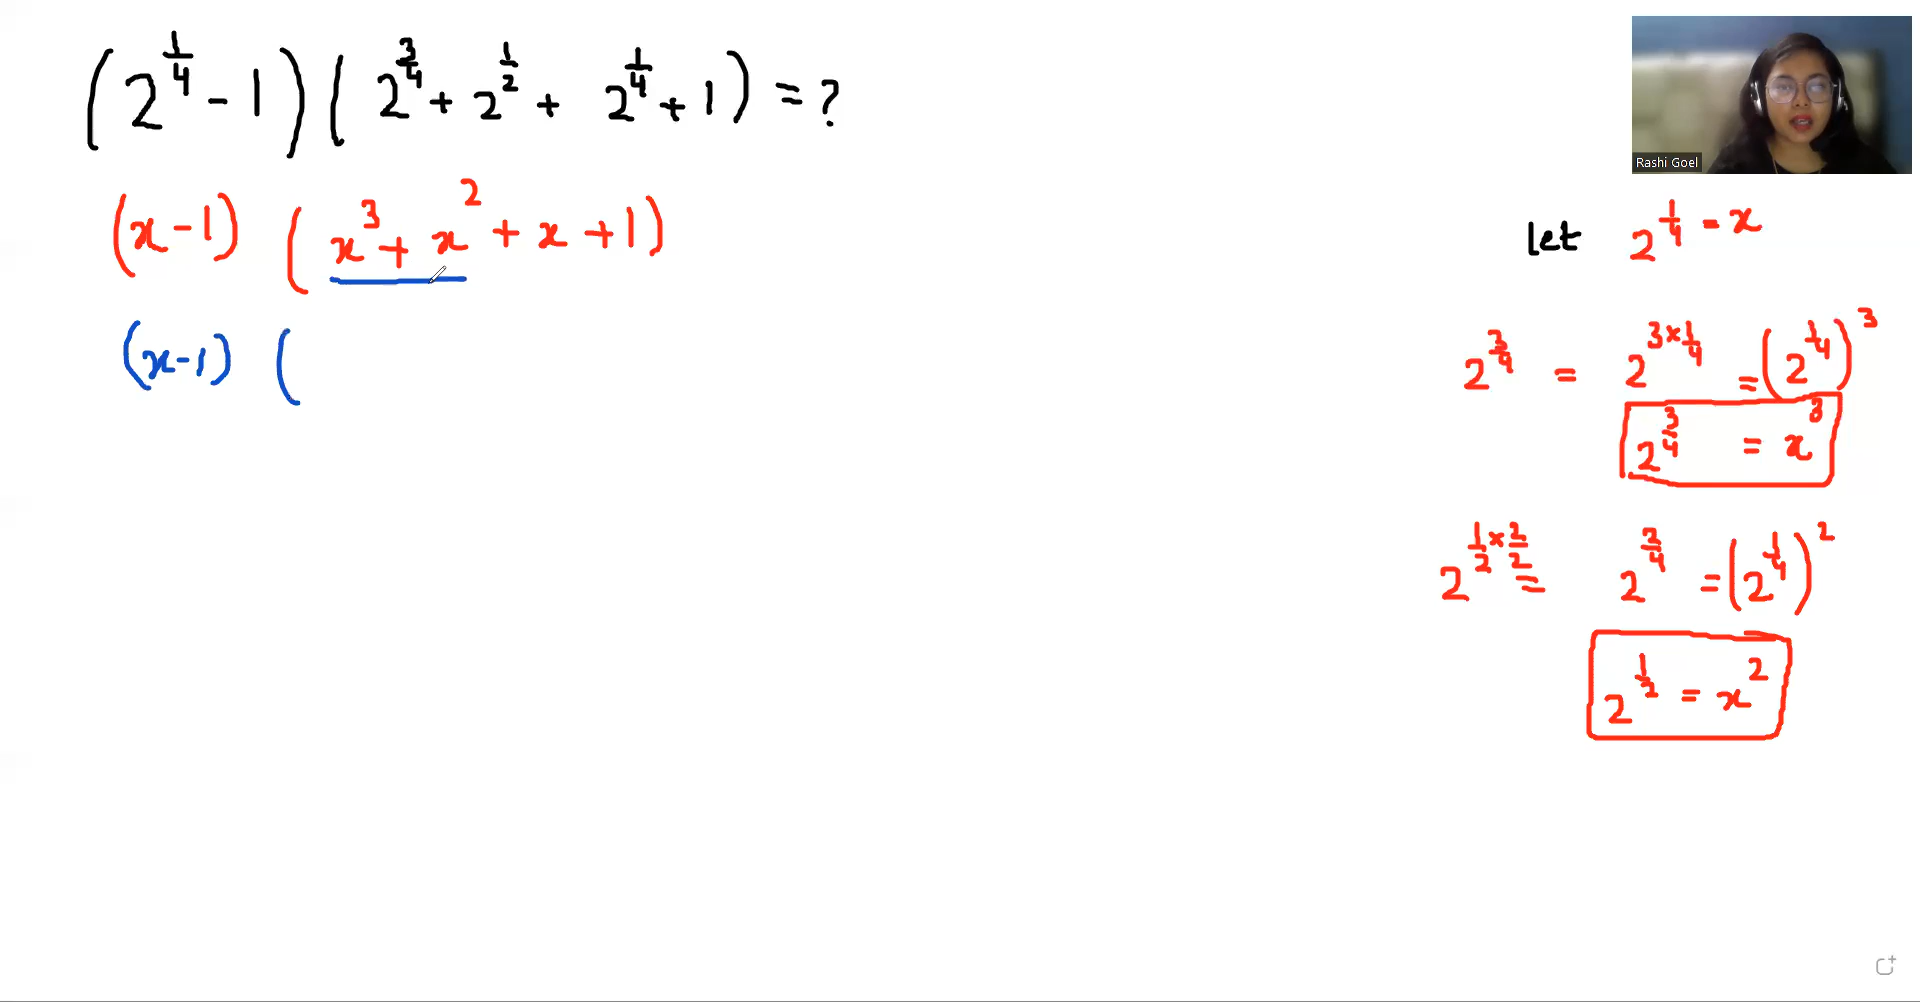 (2^{1/4} - 1)(2^{3/4} + 2^{1/2} + 2^{1/4} + 1) = ?
Rashi Goel
(x-1) (x^3 + x^2 + x + 1)
let 2^{1/4} = x
(x-1) (
2^{3/4} = 2^{3×1/4} = (2^{1/4})^3
2^{3/4} = x^3
2^{1/2×2/2} = 2^{2/4} = (2^{1/4})^2
2^{1/2} = x^2